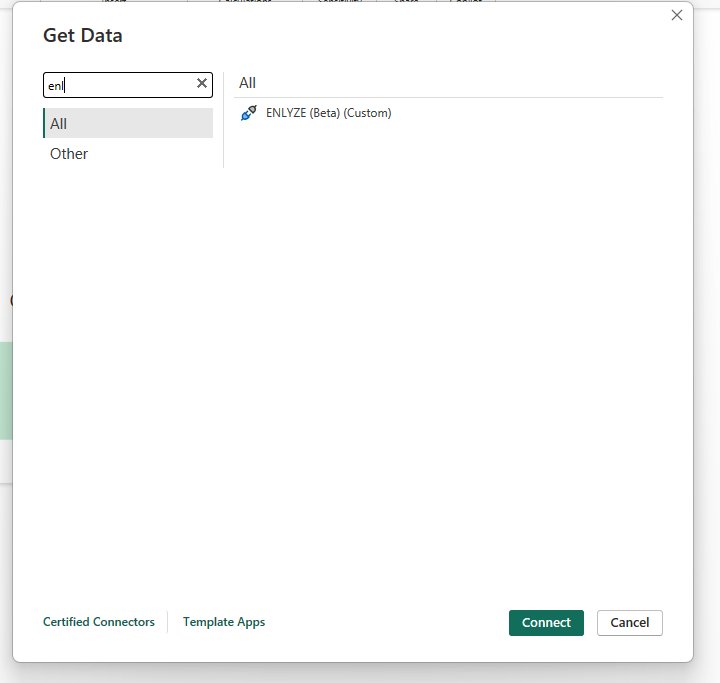 Get Data
enl
All
Other
All
ENLYZE (Beta) (Custom)
Certified Connectors
Template Apps
Connect
Cancel